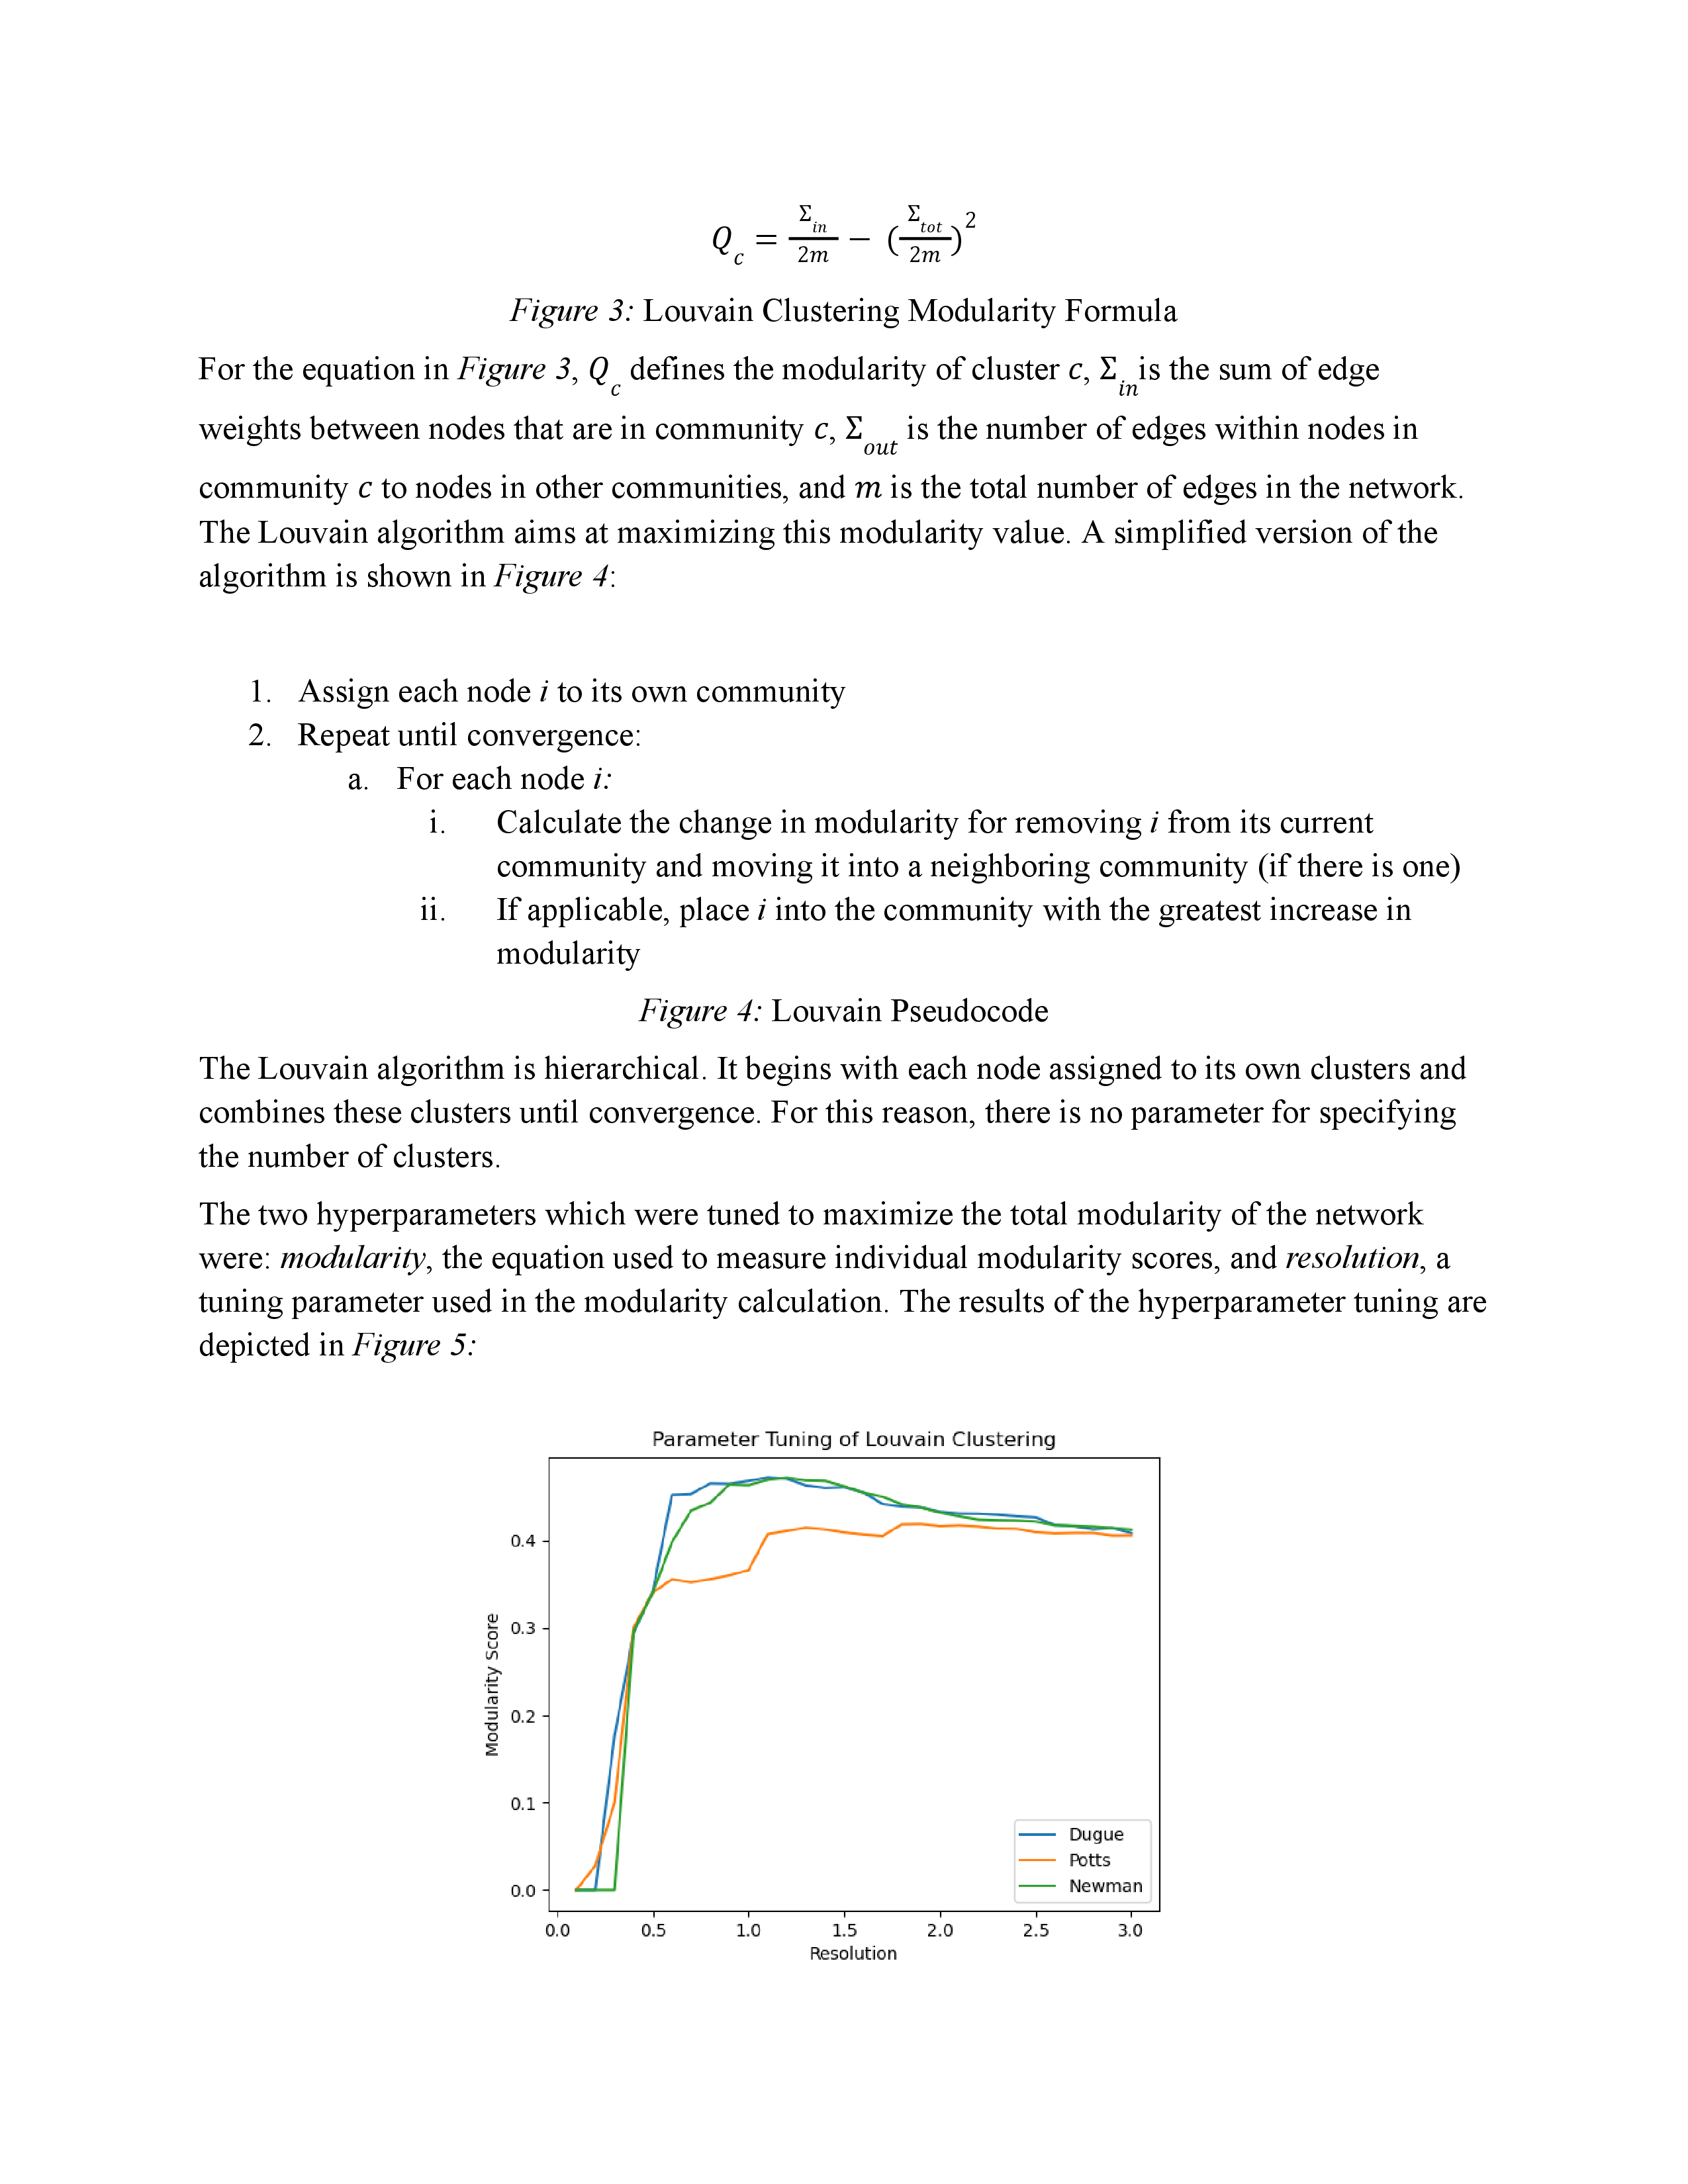 Q_c = Σ_in/2m − (Σ_tot/2m)^2
Figure 3: Louvain Clustering Modularity Formula
For the equation in Figure 3, Q_c defines the modularity of cluster c, Σ_in is the sum of edge
weights between nodes that are in community c, Σ_out is the number of edges within nodes in
community c to nodes in other communities, and m is the total number of edges in the network.
The Louvain algorithm aims at maximizing this modularity value. A simplified version of the
algorithm is shown in Figure 4:
1. Assign each node i to its own community
2. Repeat until convergence:
a. For each node i:
i. Calculate the change in modularity for removing i from its current
community and moving it into a neighboring community (if there is one)
ii. If applicable, place i into the community with the greatest increase in
modularity
Figure 4: Louvain Pseudocode
The Louvain algorithm is hierarchical. It begins with each node assigned to its own clusters and
combines these clusters until convergence. For this reason, there is no parameter for specifying
the number of clusters.
The two hyperparameters which were tuned to maximize the total modularity of the network
were: modularity, the equation used to measure individual modularity scores, and resolution, a
tuning parameter used in the modularity calculation. The results of the hyperparameter tuning are
depicted in Figure 5:
Parameter Tuning of Louvain Clustering
Modularity Score
0.4
0.3
0.2
0.1
0.0
Dugue
Potts
Newman
0.0 0.5 1.0 1.5 2.0 2.5 3.0
Resolution